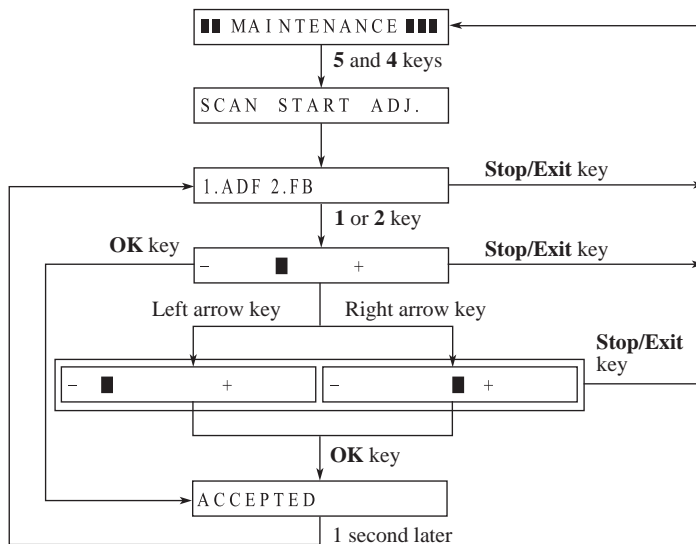 ■■ MAINTENANCE ■■■
5 and 4 keys
SCAN START ADJ.
1.ADF 2.FB
Stop/Exit key
1 or 2 key
OK key
− ■ +
Stop/Exit key
Left arrow key
Right arrow key
Stop/Exit
key
− ■ +
− ■ +
OK key
ACCEPTED
1 second later